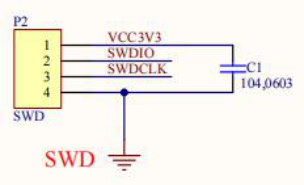 P2
VCC3V3
1
SWDIO
2
SWDCLK
3
4
C1
104,0603
SWD
SWD